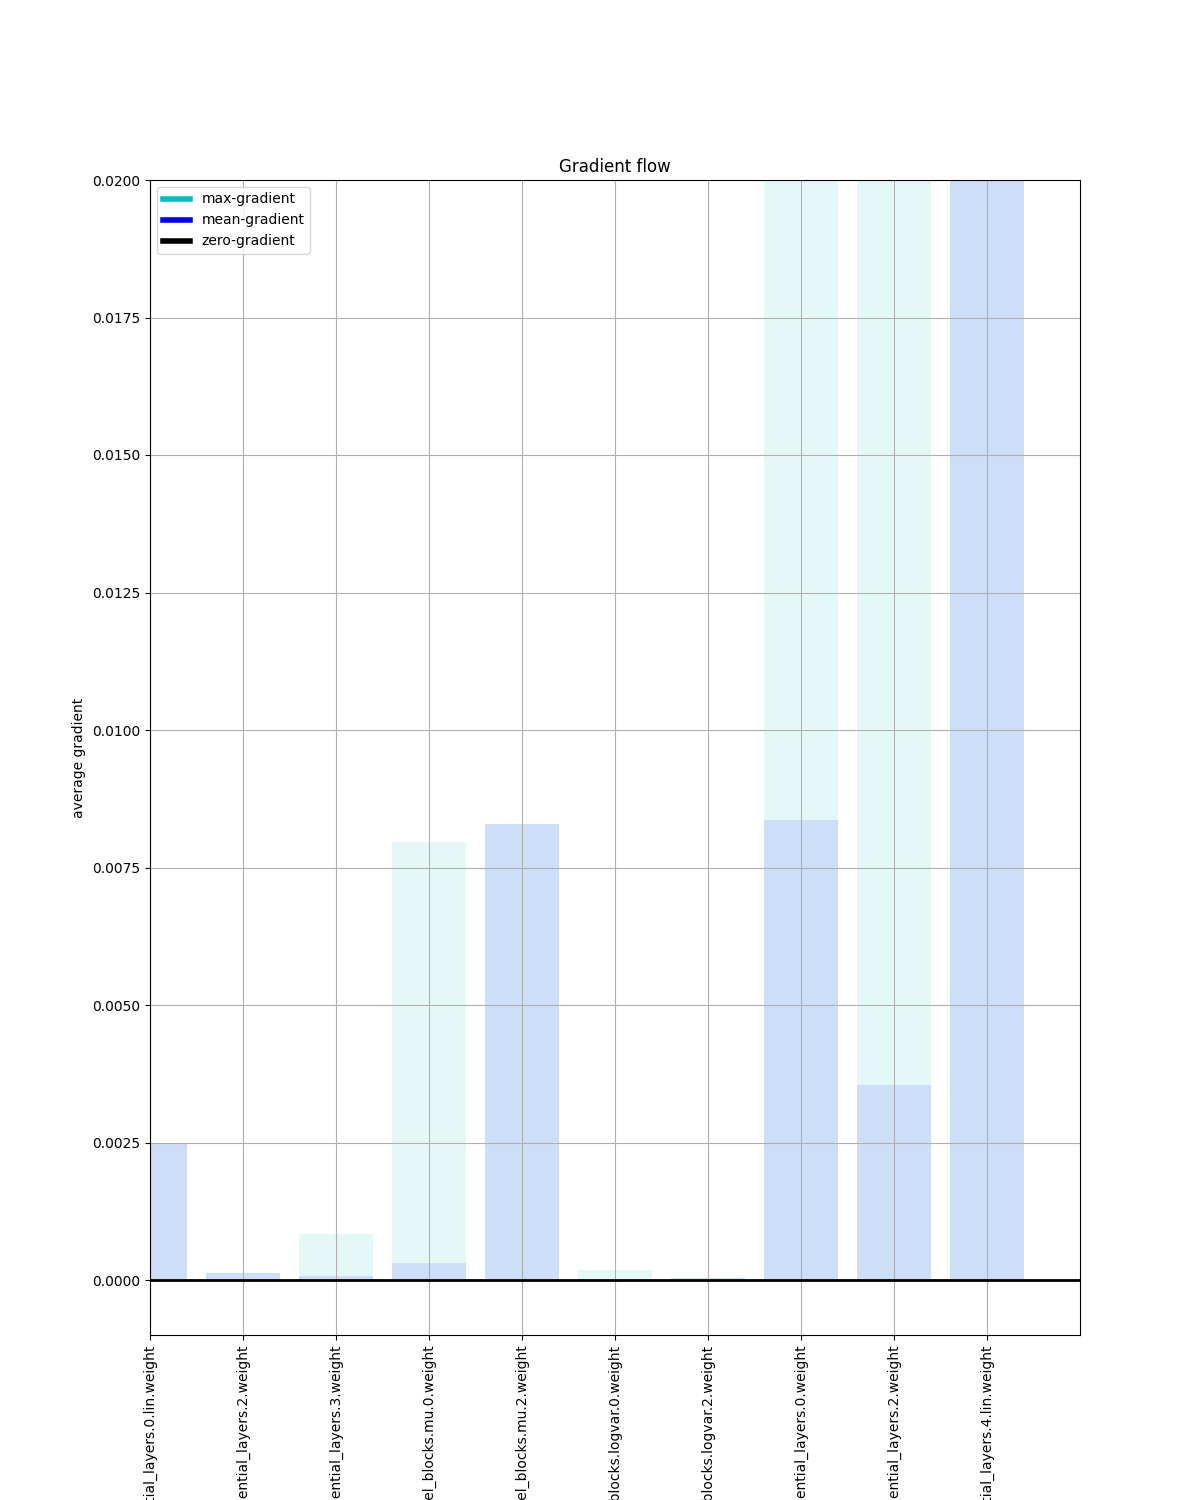 Gradient flow
max-gradient
mean-gradient
zero-gradient
average gradient
0.0200
0.0175
0.0150
0.0125
0.0100
0.0075
0.0050
0.0025
0.0000
tial_layers.0.lin.weight
ential_layers.2.weight
ential_layers.3.weight
el_blocks.mu.0.weight
el_blocks.mu.2.weight
blocks.logvar.0.weight
blocks.logvar.2.weight
ential_layers.0.weight
ential_layers.2.weight
tial_layers.4.lin.weight